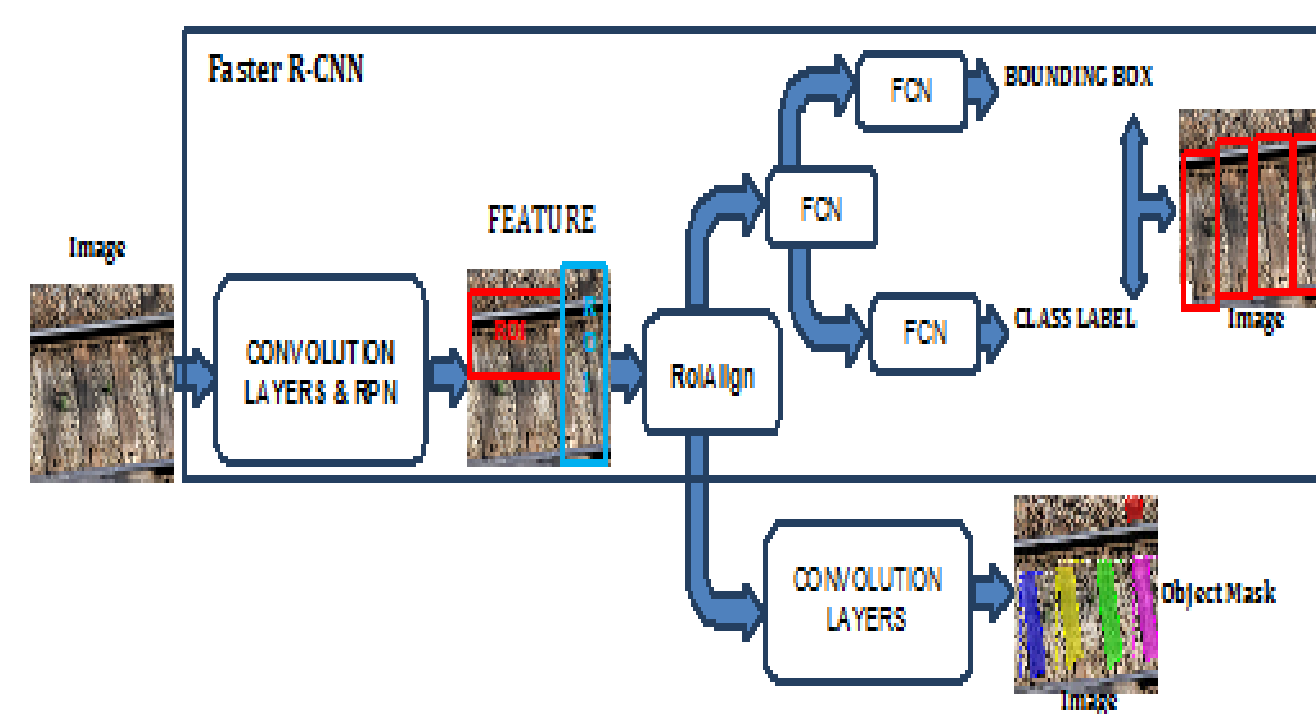 Faster R-CNN
Image
CONVOLUTION
LAYERS & RPN
FEATURE
ROI
ROI
RoIAlign
FCN
FCN
BOUNDING BOX
FCN
CLASS LABEL
Image
CONVOLUTION
LAYERS
Object Mask
Image